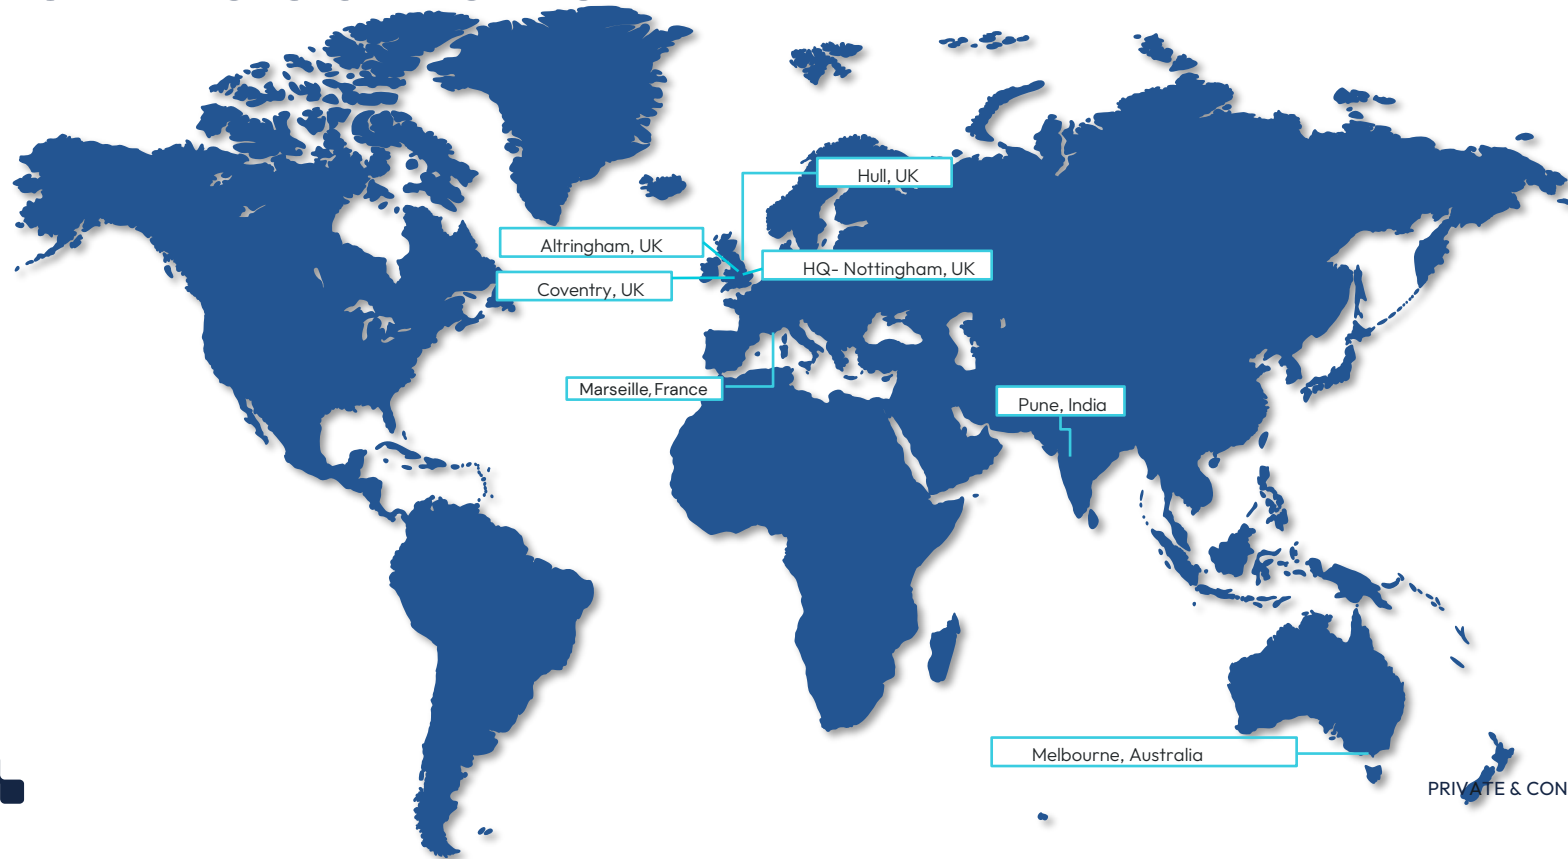 Hull, UK
Altringham, UK
HQ- Nottingham, UK
Coventry, UK
Marseille, France
Pune, India
Melbourne, Australia
PRIVATE & CON